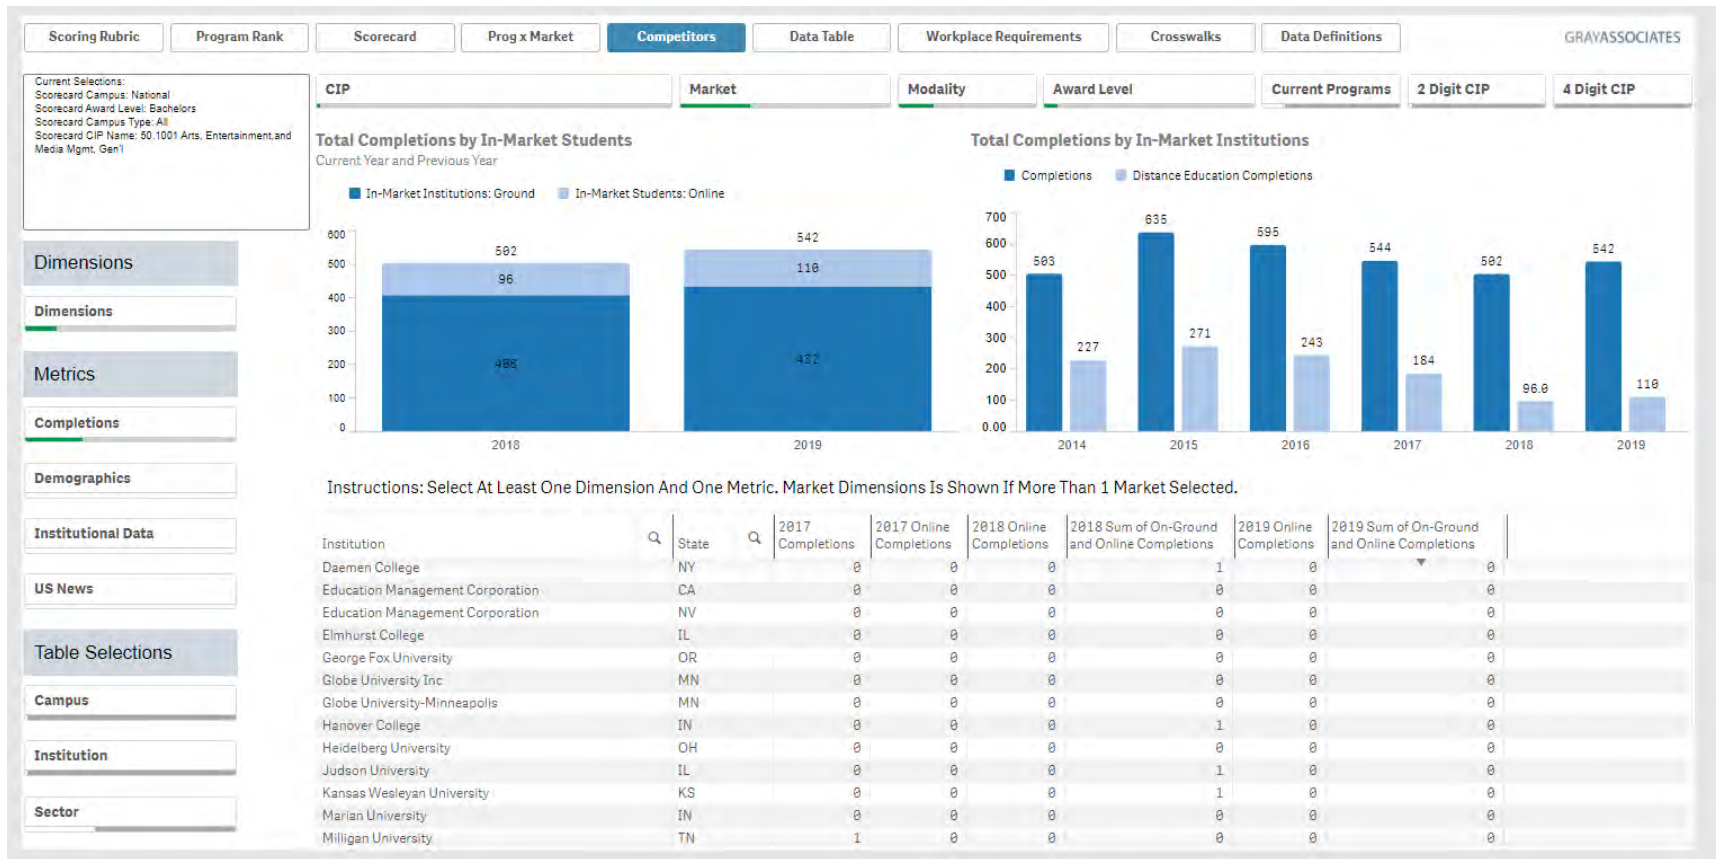 Scoring Rubric
Program Rank
Scorecard
Prog x Market
Competitors
Data Table
Workplace Requirements
Crosswalks
Data Definitions
GRAYASSOCIATES
Current Selections:
Scorecard Campus: National
Scorecard Award Level: Bachelors
Scorecard Campus Type: All
Scorecard CIP Name: 50.1001 Arts, Entertainment,and
Media Mgmt, Gen'l
CIP
Market
Modality
Award Level
Current Programs
2 Digit CIP
4 Digit CIP
Dimensions
Dimensions
Metrics
Completions
Demographics
Institutional Data
US News
Table Selections
Campus
Institution
Sector
Total Completions by In-Market Students
Current Year and Previous Year
In-Market Institutions: Ground
In-Market Students: Online
600
500
400
300
200
100
0
502
96
406
542
110
432
2018
2019
Total Completions by In-Market Institutions
Completions
Distance Education Completions
700
600
500
400
300
200
100
0.00
503
227
635
271
595
243
544
184
502
96.0
542
110
2014
2015
2016
2017
2018
2019
Instructions: Select At Least One Dimension And One Metric. Market Dimensions Is Shown If More Than 1 Market Selected.
Institution
State
2017
Completions
2017 Online
Completions
2018 Online
Completions
2018 Sum of On-Ground
and Online Completions
2019 Online
Completions
2019 Sum of On-Ground
and Online Completions
Daemen College NY 0 0 0 1 0 0
Education Management Corporation CA 0 0 0 0 0 0
Education Management Corporation NV 0 0 0 0 0 0
Elmhurst College IL 0 0 0 0 0 0
George Fox University OR 0 0 0 0 0 0
Globe University Inc MN 0 0 0 0 0 0
Globe University-Minneapolis MN 0 0 0 0 0 0
Hanover College IN 0 0 0 1 0 0
Heidelberg University OH 0 0 0 0 0 0
Judson University IL 0 0 0 1 0 0
Kansas Wesleyan University KS 0 0 0 1 0 0
Marian University IN 0 0 0 0 0 0
Milligan University TN 1 0 0 0 0 0